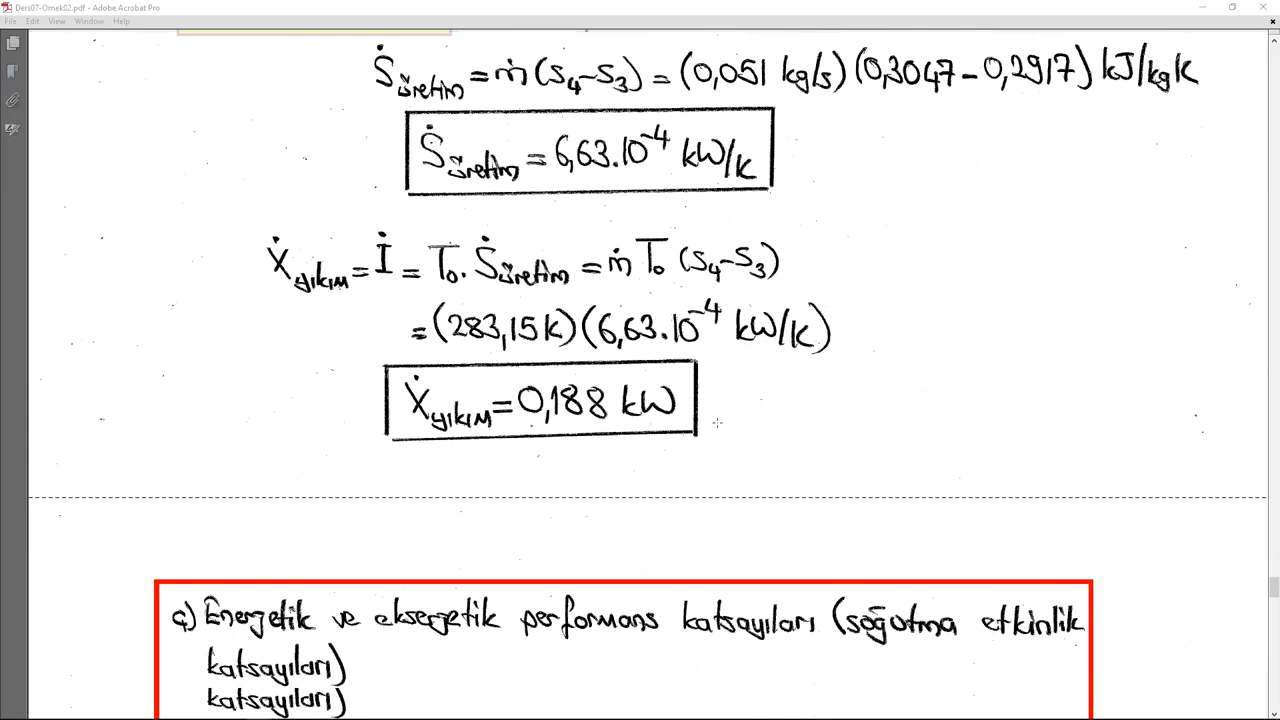 Ders07-Ornek02.pdf - Adobe Acrobat Pro
File Edit View Window Help
Ṡüretim = ṁ (s4-s3) = (0,051 kg/s) (0,3047 - 0,2917) kJ/kgK
Ṡüretim = 6,63.10^-4 kW/K
Ẋyıkım = İ = T0. Ṡüretim = ṁ T0 (s4-s3)
= (283,15K) (6,63.10^-4 kW/K)
Ẋyıkım = 0,188 kW
ç) Energetik ve eksergetik performans katsayıları (soğutma etkinlik
katsayıları)
katsayıları)